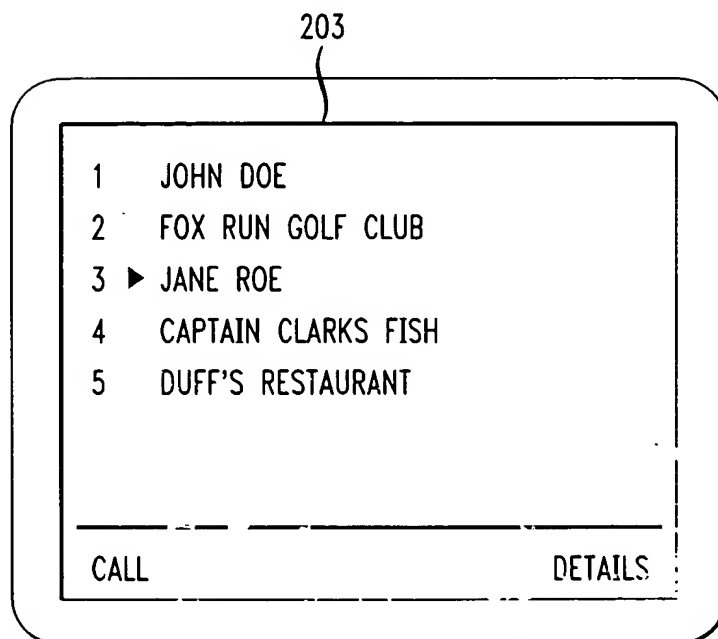 203
1 JOHN DOE
2 FOX RUN GOLF CLUB
3 ▶ JANE ROE
4 CAPTAIN CLARKS FISH
5 DUFF'S RESTAURANT
CALL DETAILS